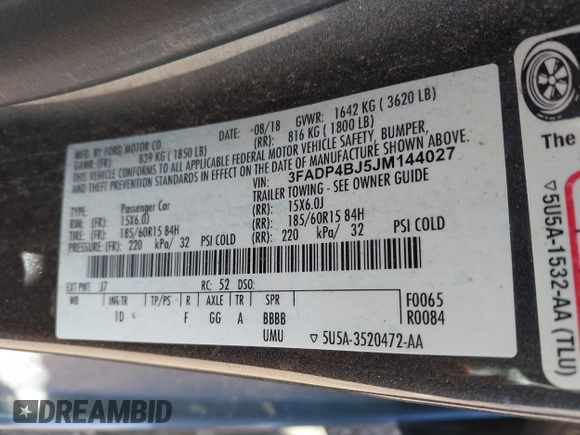 MFD. BY FORD MOTOR CO.
DATE: 08/18 GVWR: 1642 KG ( 3620 LB)
GAWR: (FR): 839 KG ( 1850 LB) (RR): 816 KG ( 1800 LB)
THIS VEHICLE CONFORMS TO ALL APPLICABLE FEDERAL MOTOR VEHICLE SAFETY, BUMPER,
AND THEFT PREVENTION STANDARDS IN EFFECT ON THE DATE OF MANUFACTURE SHOWN ABOVE.
VIN: 3FADP4BJ5JM144027
TYPE: Passenger Car TRAILER TOWING - SEE OWNER GUIDE
RIM: (FR): 15X6.0J (RR): 15X6.0J
TIRE: (FR): 185/60R15 84H (RR): 185/60R15 84H
PRESSURE: (FR): 220 kPa/ 32 PSI COLD (RR): 220 kPa/ 32 PSI COLD
EXT PNT: J7 RC: 52 DSO: F0065
WB INT TR TP/PS R AXLE TR SPR R0084
ID F GG A BBBB
UMU ▽ 5U5A-3520472-AA
The
▽ 5U5A-1532-AA (TLU)
DREAMBID